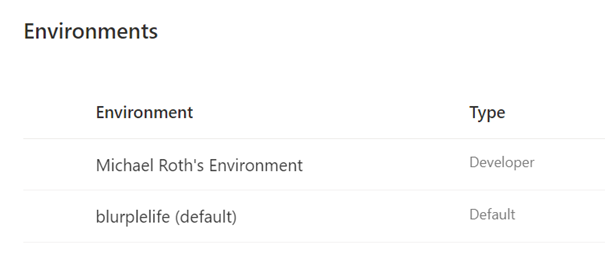 Environments
Environment Type
Michael Roth's Environment Developer
blurplelife (default) Default